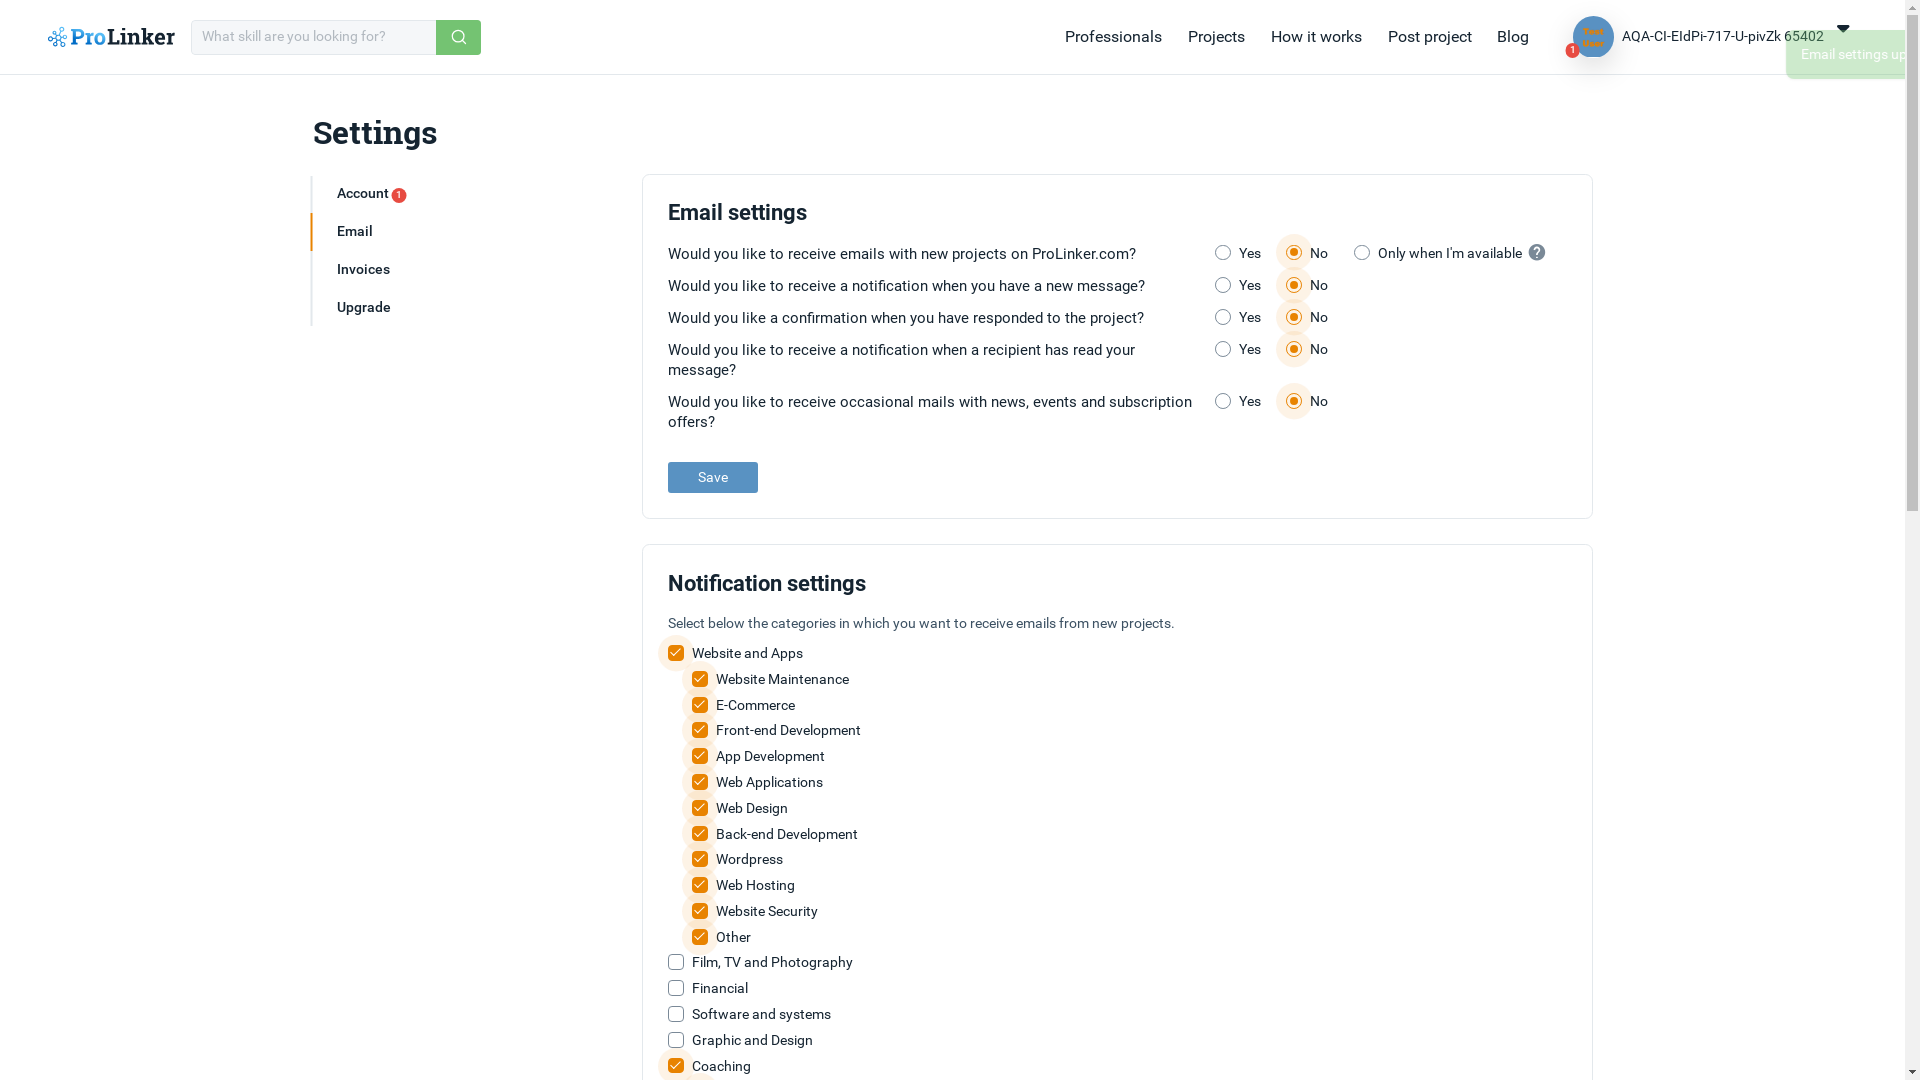 ProLinker
What skill are you looking for?
Professionals Projects How it works Post project Blog
Test User
1
AQA-CI-EIdPi-717-U-pivZk 65402
Email settings up
Settings
Account 1
Email
Invoices
Upgrade
Email settings
Would you like to receive emails with new projects on ProLinker.com? Yes No Only when I'm available ?
Would you like to receive a notification when you have a new message? Yes No
Would you like a confirmation when you have responded to the project? Yes No
Would you like to receive a notification when a recipient has read your Yes No
message?
Would you like to receive occasional mails with news, events and subscription Yes No
offers?
Save
Notification settings
Select below the categories in which you want to receive emails from new projects.
Website and Apps
Website Maintenance
E-Commerce
Front-end Development
App Development
Web Applications
Web Design
Back-end Development
Wordpress
Web Hosting
Website Security
Other
Film, TV and Photography
Financial
Software and systems
Graphic and Design
Coaching